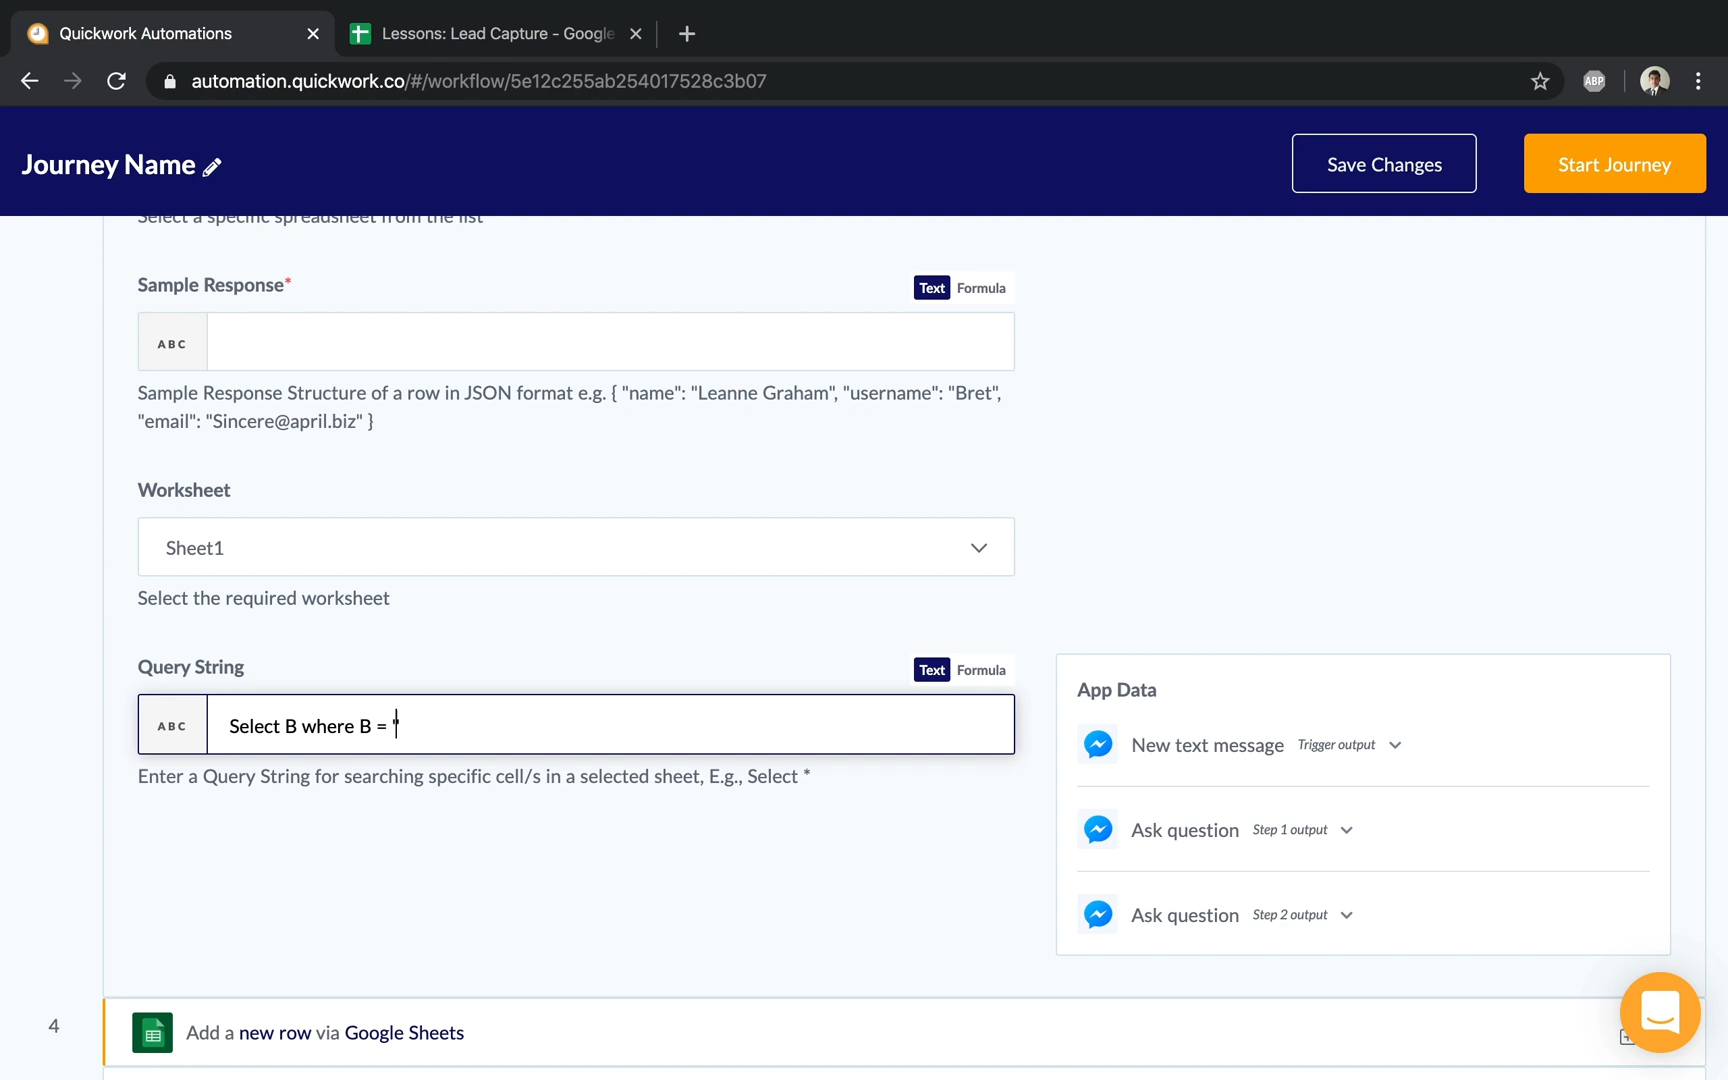 Quickwork Automations
Lessons: Lead Capture - Google
automation.quickwork.co/#/workflow/5e12c255ab254017528c3b07
ABP
Journey Name
Save Changes
Start Journey
Select a specific spreadsheet from the list
Sample Response*
Text Formula
ABC
Sample Response Structure of a row in JSON format e.g. { "name": "Leanne Graham", "username": "Bret",
"email": "Sincere@april.biz" }
Worksheet
Sheet1
Select the required worksheet
Query String
Text Formula
ABC
Select B where B = "
Enter a Query String for searching specific cell/s in a selected sheet, E.g., Select *
App Data
New text message Trigger output
Ask question Step 1 output
Ask question Step 2 output
4
Add a new row via Google Sheets